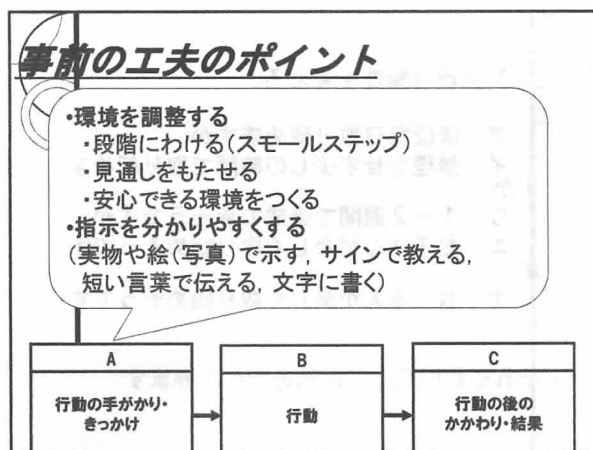 事前の工夫のポイント
•環境を調整する
・段階にわける(スモールステップ)
・見通しをもたせる
・安心できる環境をつくる
•指示を分かりやすくする
(実物や絵(写真)で示す, サインで教える,
短い言葉で伝える, 文字に書く)
A
行動の手がかり・
きっかけ
B
行動
C
行動の後の
かかわり・結果